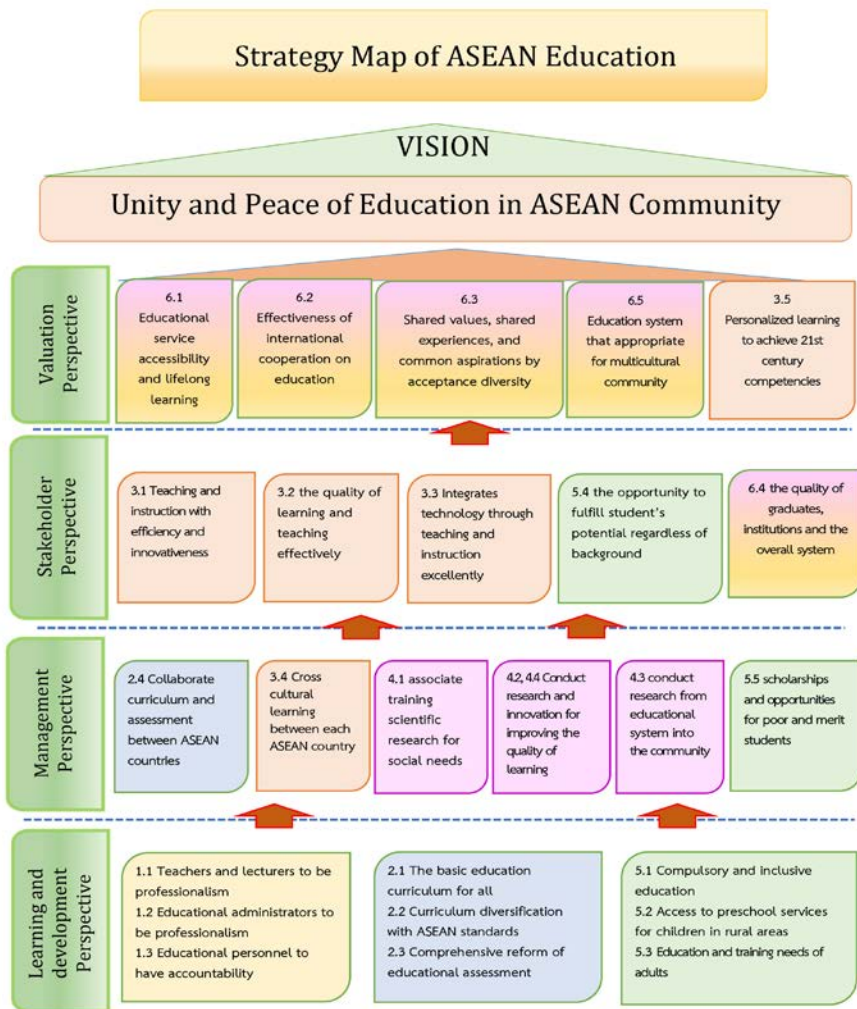 Strategy Map of ASEAN Education
VISION
Unity and Peace of Education in ASEAN Community
Valuation
Perspective
6.1
Educational
service
accessibility
and lifelong
learning
6.2
Effectiveness of
international
cooperation on
education
6.3
Shared values, shared
experiences, and
common aspirations by
acceptance diversity
6.5
Education system
that appropriate
for multicultural
community
3.5
Personalized learning
to achieve 21st
century
competencies
Stakeholder
Perspective
3.1 Teaching and
instruction with
efficiency and
innovativeness
3.2 the quality of
learning and
teaching
effectively
3.3 Integrates
technology through
teaching and
instruction
excellently
5.4 the opportunity to
fulfill student's
potential regardless of
background
6.4 the quality of
graduates,
institutions and the
overall system
Management
Perspective
2.4 Collaborate
curriculum and
assessment
between ASEAN
countries
3.4 Cross
cultural
learning
between each
ASEAN country
4.1 associate
training
scientific
research for
social needs
4.2, 4.4 Conduct
research and
innovation for
improving the
quality of
learning
4.3 conduct
research from
educational
system into
the community
5.5 scholarships
and opportunities
for poor and merit
students
Learning and
development
Perspective
1.1 Teachers and lecturers to be
professionalism
1.2 Educational administrators to
be professionalism
1.3 Educational personnel to
have accountability
2.1 The basic education
curriculum for all
2.2 Curriculum diversification
with ASEAN standards
2.3 Comprehensive reform of
educational assessment
5.1 Compulsory and inclusive
education
5.2 Access to preschool services
for children in rural areas
5.3 Education and training needs of
adults